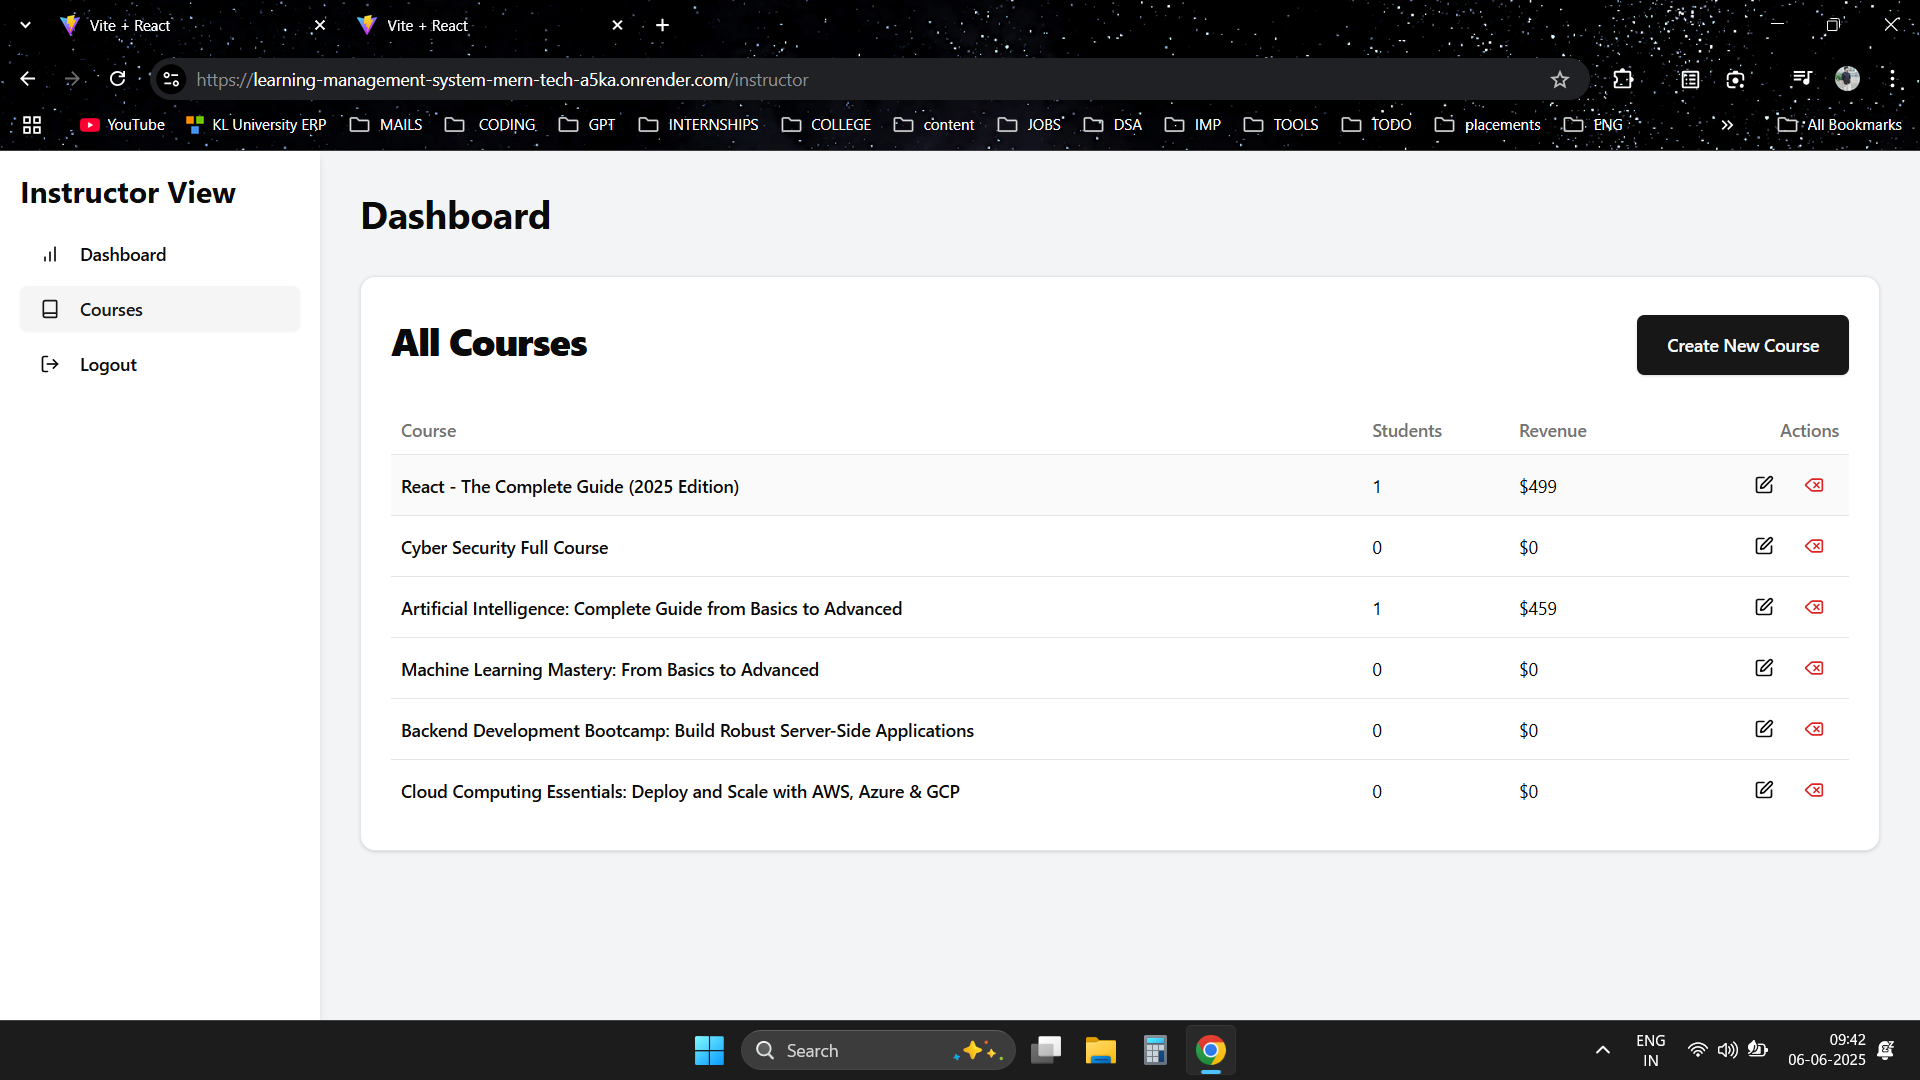 Vite + React
Vite + React
https://learning-management-system-mern-tech-a5ka.onrender.com/instructor
YouTube KL University ERP MAILS CODING GPT INTERNSHIPS COLLEGE content JOBS DSA IMP TOOLS TODO placements ENG » All Bookmarks
Instructor View
Dashboard
Courses
Logout
Dashboard
All Courses
Create New Course
Course Students Revenue Actions
React - The Complete Guide (2025 Edition) 1 $499
Cyber Security Full Course 0 $0
Artificial Intelligence: Complete Guide from Basics to Advanced 1 $459
Machine Learning Mastery: From Basics to Advanced 0 $0
Backend Development Bootcamp: Build Robust Server-Side Applications 0 $0
Cloud Computing Essentials: Deploy and Scale with AWS, Azure & GCP 0 $0
Search
ENG
IN
09:42
06-06-2025